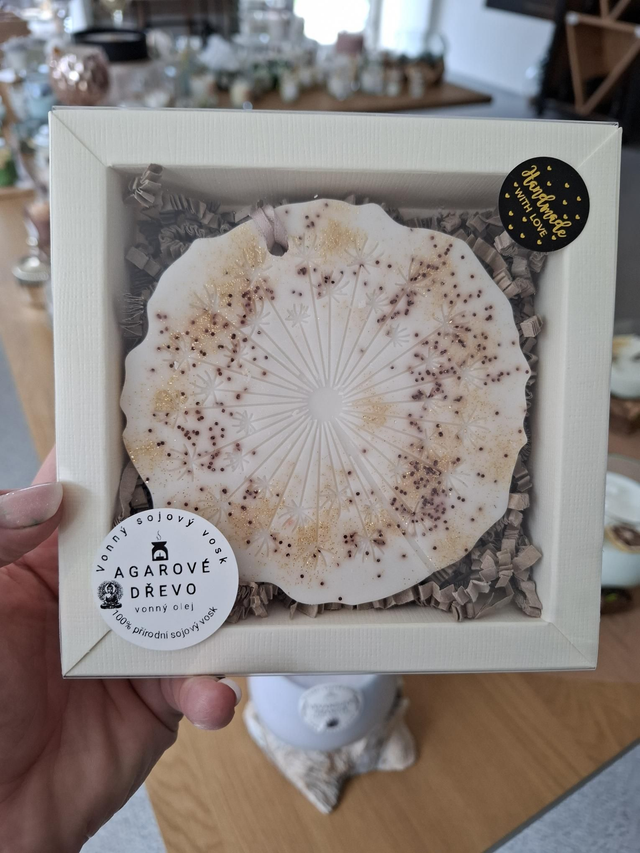 Handmade
WITH LOVE
Vonný sojový vosk
AGAROVÉ
DŘEVO
vonný olej
100% přírodní sojový vosk